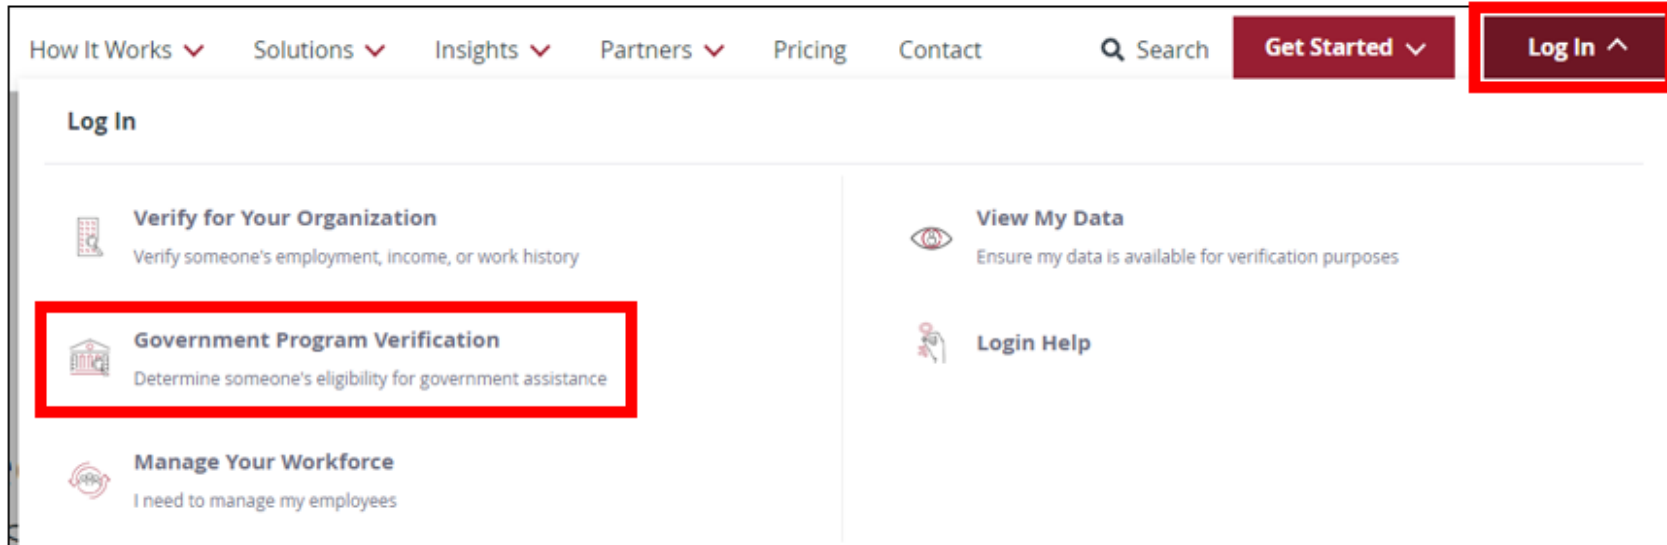 How It Works Solutions Insights Partners Pricing Contact Search Get Started Log In
Log In
Verify for Your Organization
Verify someone's employment, income, or work history
Government Program Verification
Determine someone's eligibility for government assistance
Manage Your Workforce
I need to manage my employees
View My Data
Ensure my data is available for verification purposes
Login Help